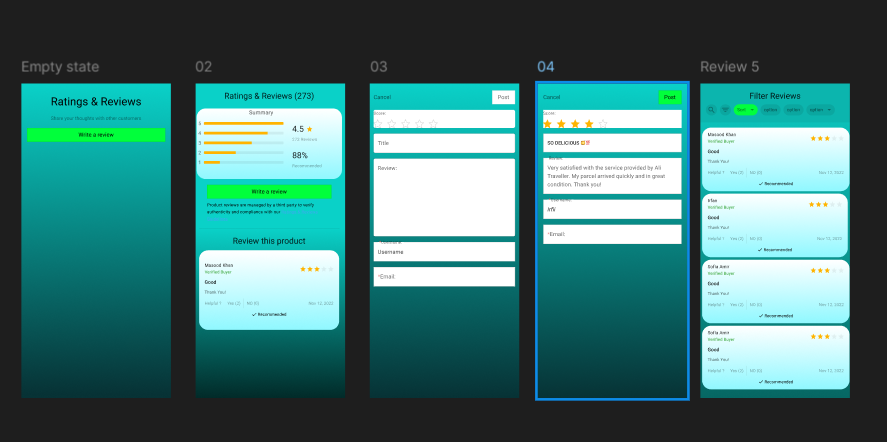 Empty state
Ratings & Reviews
Share your thoughts with other customers
Write a review
02
Ratings & Reviews (273)
Summary
5
4
3
2
1
4.5
273 Reviews
88%
Recommended
Write a review
Product reviews are managed by a third party to verify
authenticity and compliance with our
Review this product
Masood Khan
Verified Buyer
Good
Thank You!
Helpful ? Yes (2) NO (0) Nov 12, 2022
Recommended
03
Cancel
Post
Score:
Title
Review:
Username
Username
*Email
04
Cancel
Post
Score:
SO DELICIOUS
Review:
Very satisfied with the service provided by Ali
Traveller. My parcel arrived quickly and in great
condition. Thank you!
Username:
*Email:
Review 5
Filter Reviews
Sort
option
option
option
Masood Khan
Verified Buyer
Good
Thank You!
Helpful ? Yes (2) NO (0) Nov 12, 2022
Recommended
Irfan
Verified Buyer
Good
Thank You!
Helpful ? Yes (2) NO (0) Nov 12, 2022
Recommended
Sofia Amir
Verified Buyer
Good
Thank You!
Helpful ? Yes (2) NO (0) Nov 12, 2022
Recommended
Sofia Amir
Verified Buyer
Good
Thank You!
Helpful ? Yes (2) NO (0) Nov 12, 2022
Recommended